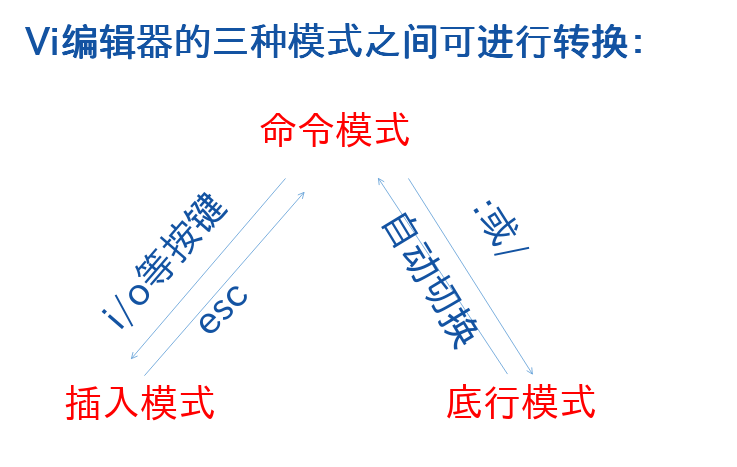 Vi编辑器的三种模式之间可进行转换：
命令模式
i/o等按键
esc
自动切换
:或/
插入模式
底行模式